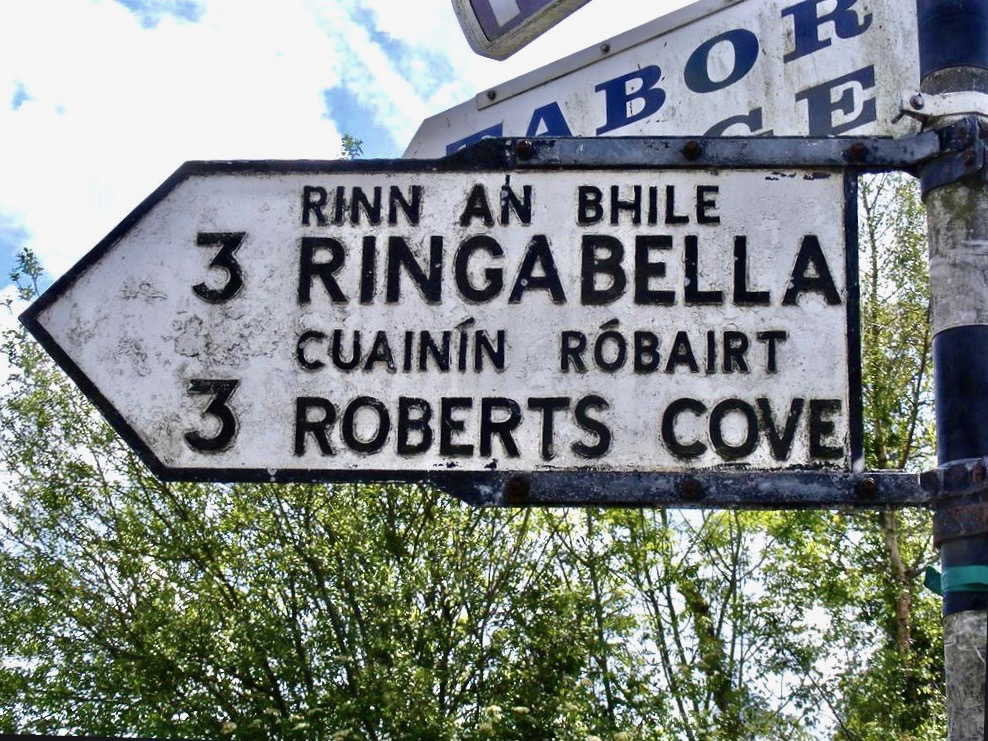 RINN AN BHILE
3 RINGABELLA
CUAINÍN RÓBAIRT
3 ROBERTS COVE